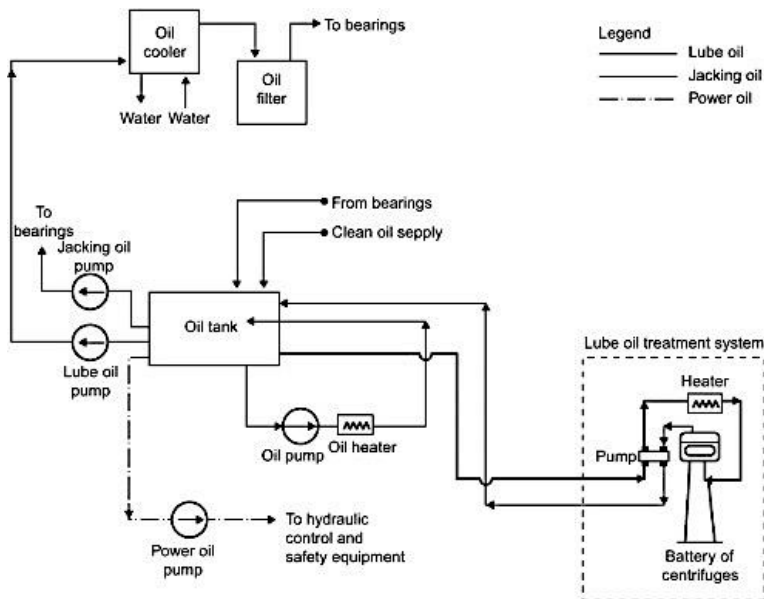 Oil
cooler
To bearings
Oil
filter
Water Water
Legend
Lube oil
Jacking oil
Power oil
From bearings
Clean oil sepply
To
bearings
Jacking oil
pump
Oil tank
Lube oil
pump
Oil pump Oil heater
Power oil
pump
To hydraulic
control and
safety equipment
Lube oil treatment system
Heater
Pump
Battery of
centrifuges